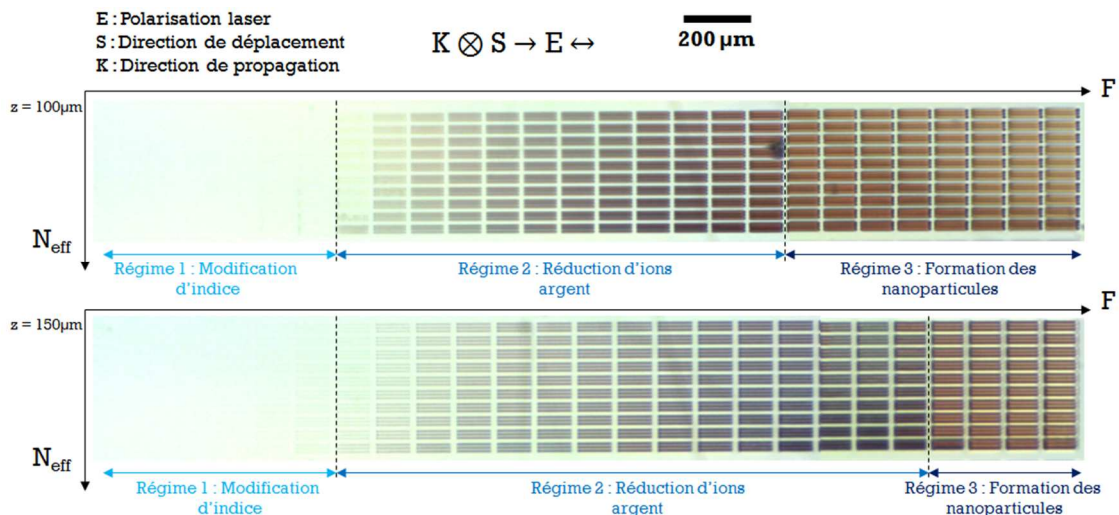 E : Polarisation laser
S : Direction de déplacement
K : Direction de propagation
K ⊗ S → E ↔
200 µm
z = 100µm
F
N_eff
Régime 1 : Modification
d'indice
Régime 2 : Réduction d'ions
argent
Régime 3 : Formation des
nanoparticules
z = 150µm
F
N_eff
Régime 1 : Modification
d'indice
Régime 2 : Réduction d'ions
argent
Régime 3 : Formation des
nanoparticules